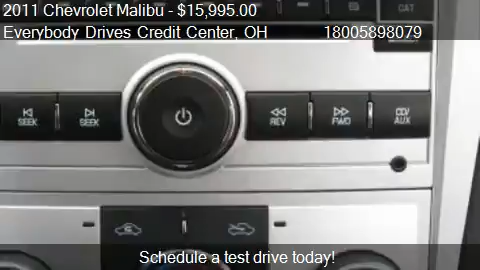 2011 Chevrolet Malibu - $15,995.00
Everybody Drives Credit Center, OH 18005898079
CAT
SEEK SEEK REV FWD CD/AUX
Schedule a test drive today!